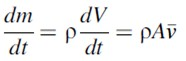 dm/dt = ρ dV/dt = ρAv̄